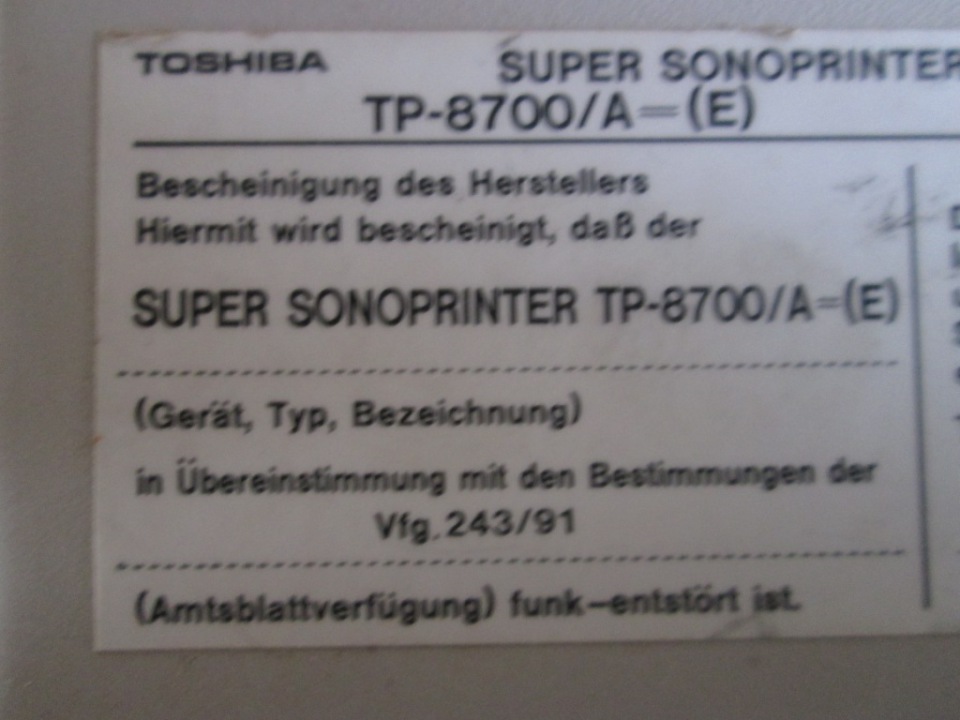 TOSHIBA SUPER SONOPRINTER
TP-8700/A=(E)
Bescheinigung des Herstellers
Hiermit wird bescheinigt, daß der
SUPER SONOPRINTER TP-8700/A=(E)
(Gerät, Typ, Bezeichnung)
in Übereinstimmung mit den Bestimmungen der
Vfg. 243/91
(Amtsblattverfügung) funk-entstört ist.